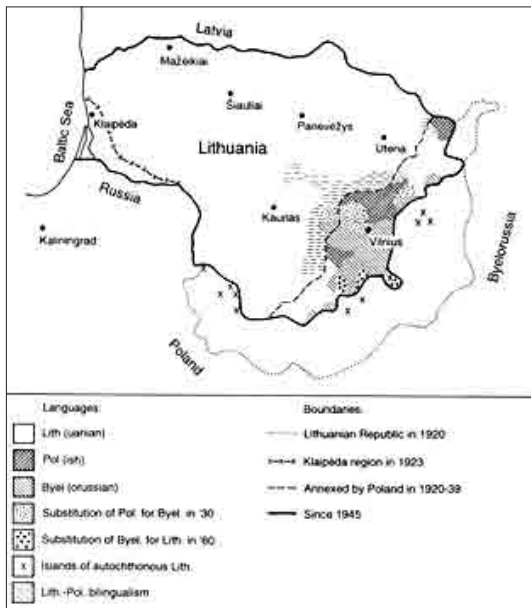 Latvia
Mažeikiai
Šiauliai
Panevėžys
Klaipėda
Utena
Baltic Sea
Lithuania
Russia
Kaunas
Vilnius
Kaliningrad
Byelorussia
Poland
Languages:
Lith (uanian)
Pol (ish)
Byel (orussian)
Substitution of Pol. for Byel. in '30
Substitution of Byel. for Lith. in '60
x Islands of autochthonous Lith.
Lith.-Pol. bilingualism
Boundaries:
Lithuanian Republic in 1920
Klaipėda region in 1923
Annexed by Poland in 1920-39
Since 1945